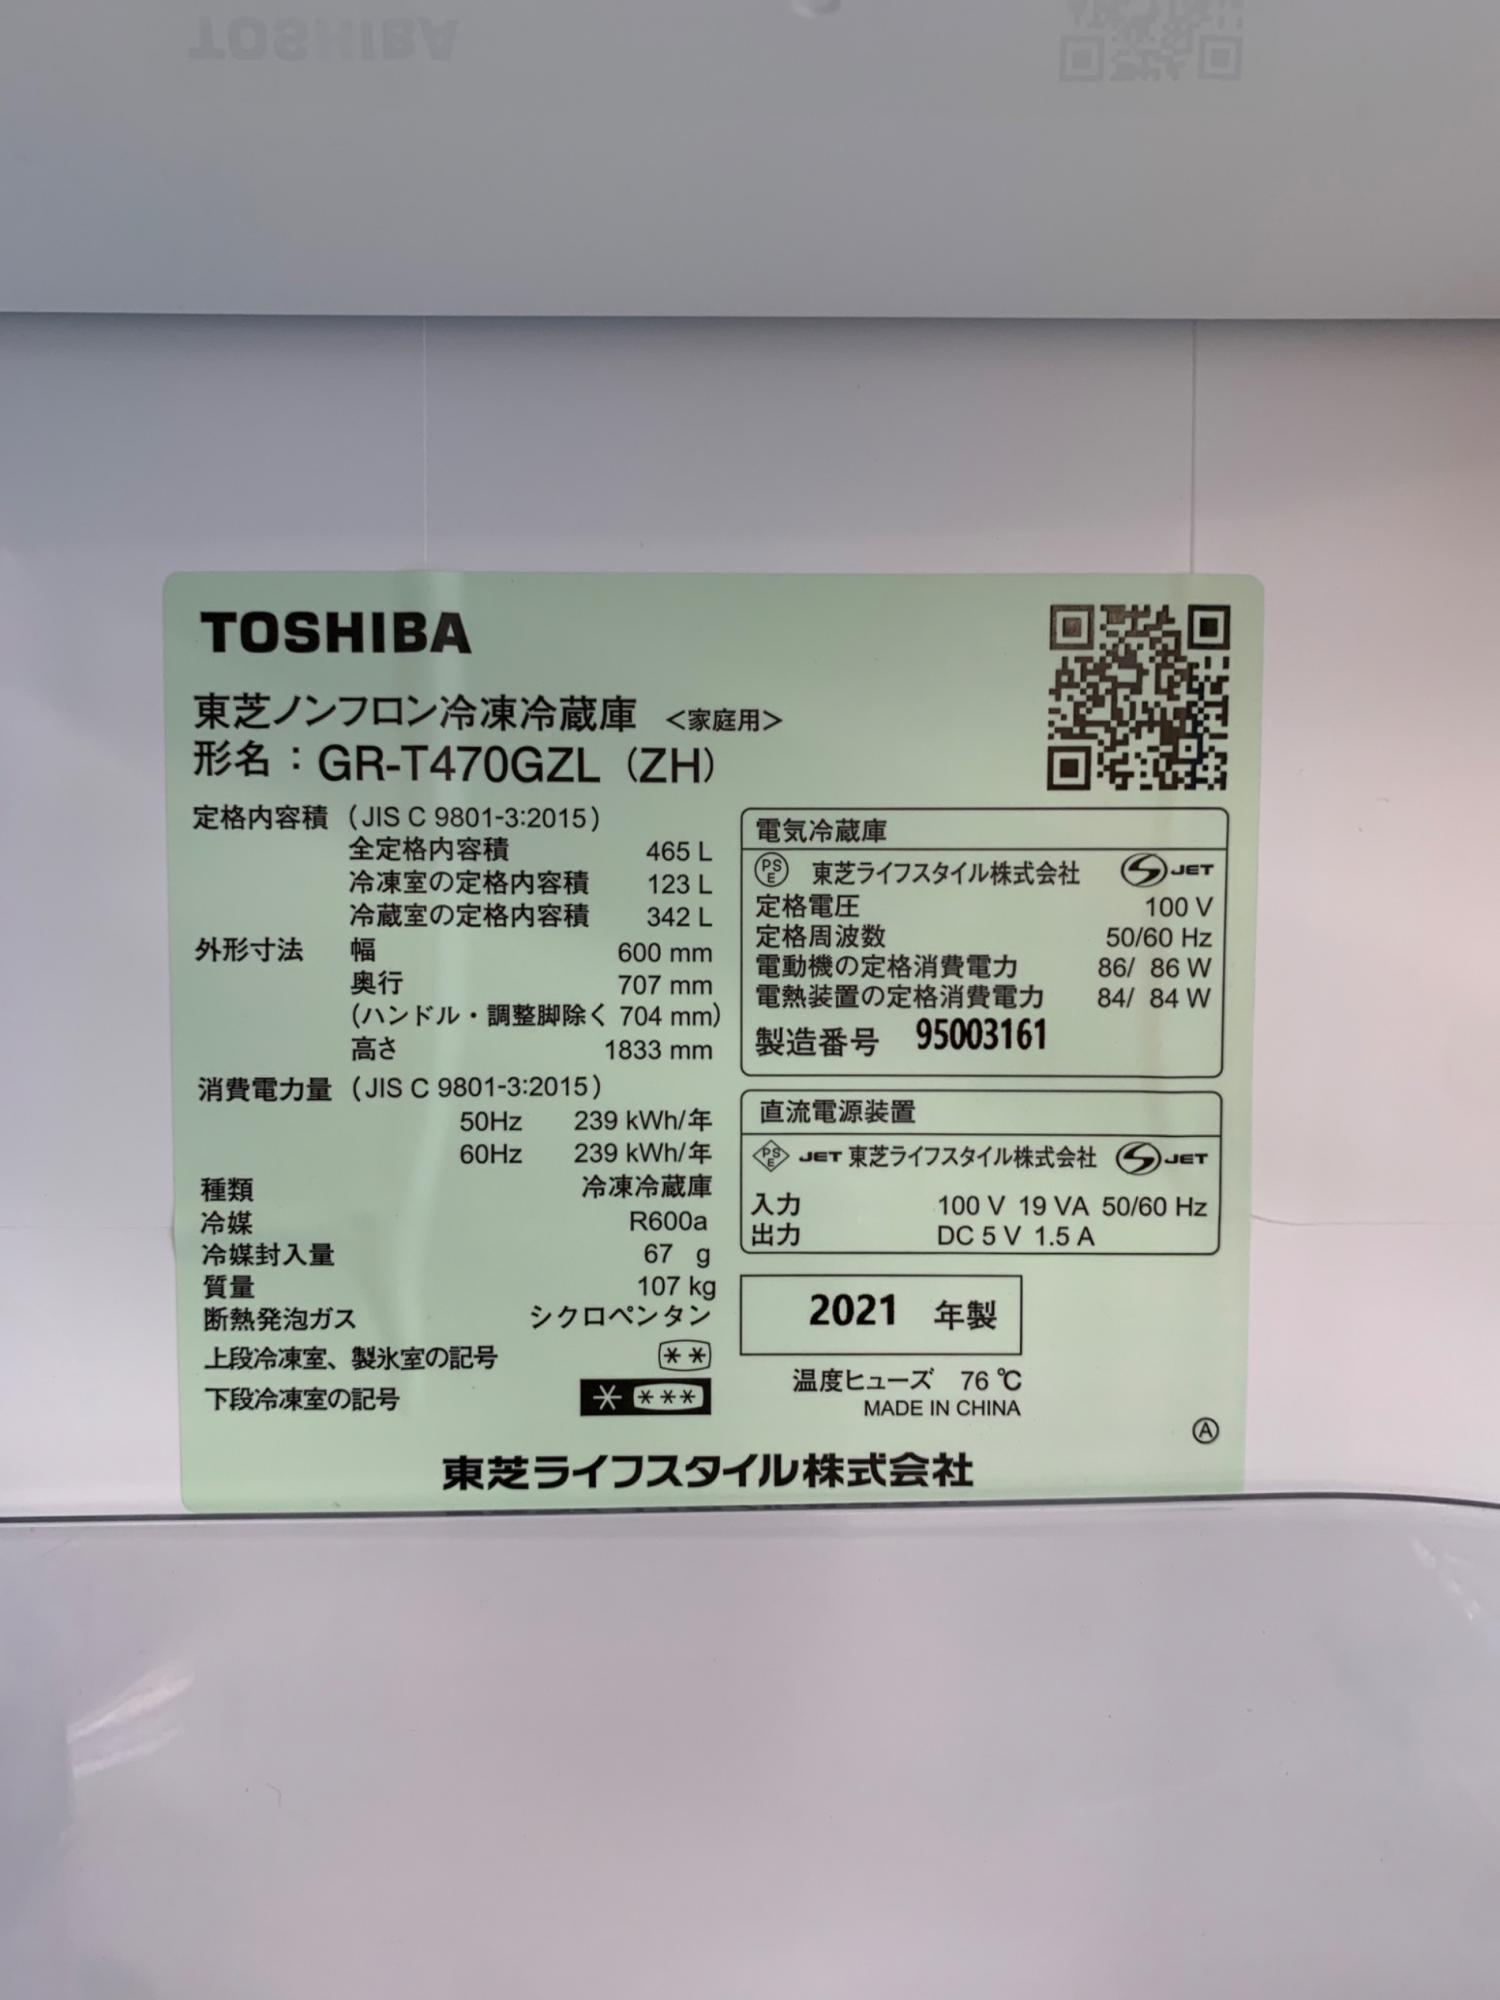 TOSHIBA
東芝ノンフロン冷凍冷蔵庫 <家庭用>
形名：GR-T470GZL (ZH)
定格内容積 (JIS C 9801-3:2015)
全定格内容積 465 L
冷凍室の定格内容積 123 L
冷蔵室の定格内容積 342 L
外形寸法 幅 600 mm
奥行 707 mm
(ハンドル・調整脚除く 704 mm)
高さ 1833 mm
消費電力量 (JIS C 9801-3:2015)
50Hz 239 kWh/年
60Hz 239 kWh/年
種類 冷凍冷蔵庫
冷媒 R600a
冷媒封入量 67 g
質量 107 kg
断熱発泡ガス シクロペンタン
上段冷凍室、製氷室の記号 **
下段冷凍室の記号 * ***
電気冷蔵庫
PSE 東芝ライフスタイル株式会社 S JET
定格電圧 100 V
定格周波数 50/60 Hz
電動機の定格消費電力 86/ 86 W
電熱装置の定格消費電力 84/ 84 W
製造番号 95003161
直流電源装置
PSE JET 東芝ライフスタイル株式会社 S JET
入力 100 V 19 VA 50/60 Hz
出力 DC 5 V 1.5 A
2021 年製
温度ヒューズ 76 ℃
MADE IN CHINA
Ⓐ
東芝ライフスタイル株式会社